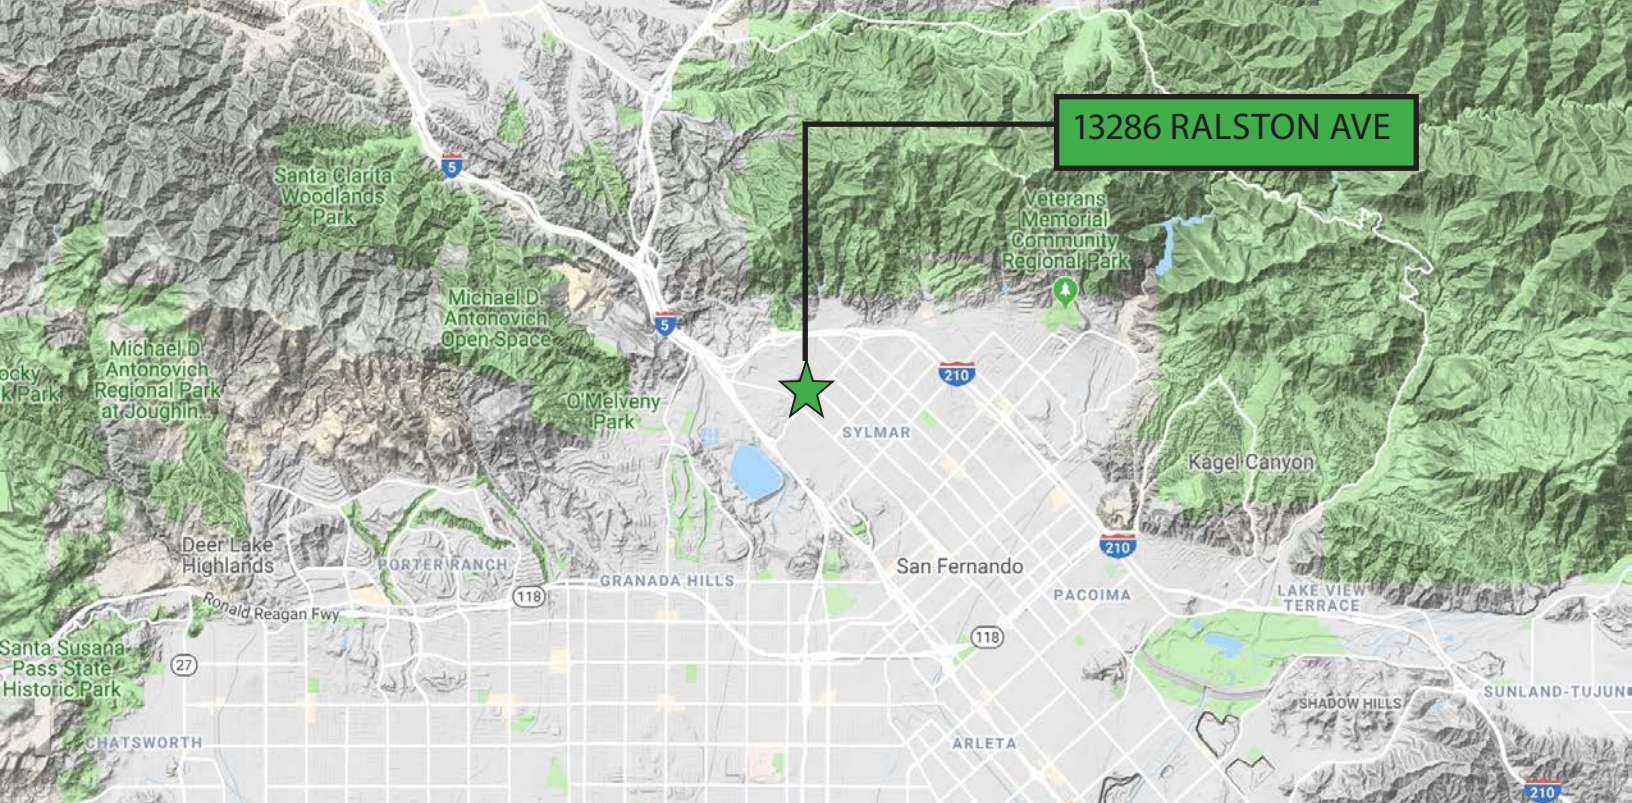 13286 RALSTON AVE
5
Santa Clarita
Woodlands
Park
Veterans
Memorial
Community
Regional Park
Michael D.
Antonovich
Open Space
5
Michael D.
Antonovich
Regional Park
at Joughin...
ocky
k Park
210
O'Melveny
Park
SYLMAR
Kagel Canyon
Deer Lake
Highlands
PORTER RANCH
GRANADA HILLS
San Fernando
210
PACOIMA
LAKE VIEW
TERRACE
118
Ronald Reagan Fwy
118
Santa Susana
Pass State
Historic Park
27
SHADOW HILLS
SUNLAND-TUJUN
CHATSWORTH
ARLETA
210